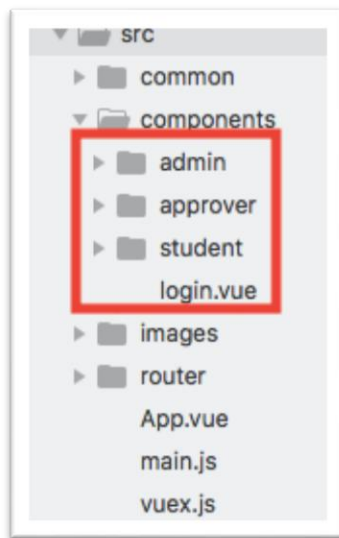 src
common
components
admin
approver
student
login.vue
images
router
App.vue
main.js
vuex.js